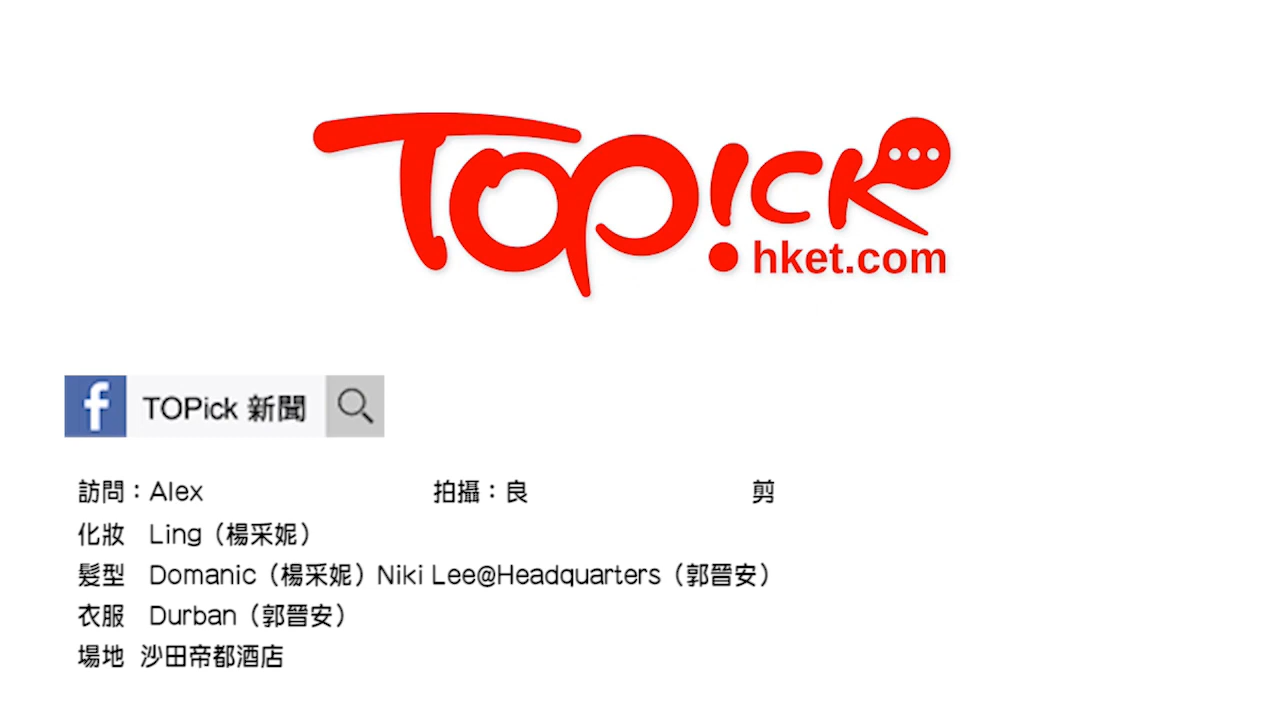 TOPick
hket.com
TOPick 新聞
訪問：Alex 拍攝：良 剪
化妝 Ling（楊采妮）
髮型 Domanic（楊采妮）Niki Lee@Headquarters（郭晉安）
衣服 Durban（郭晉安）
場地 沙田帝都酒店